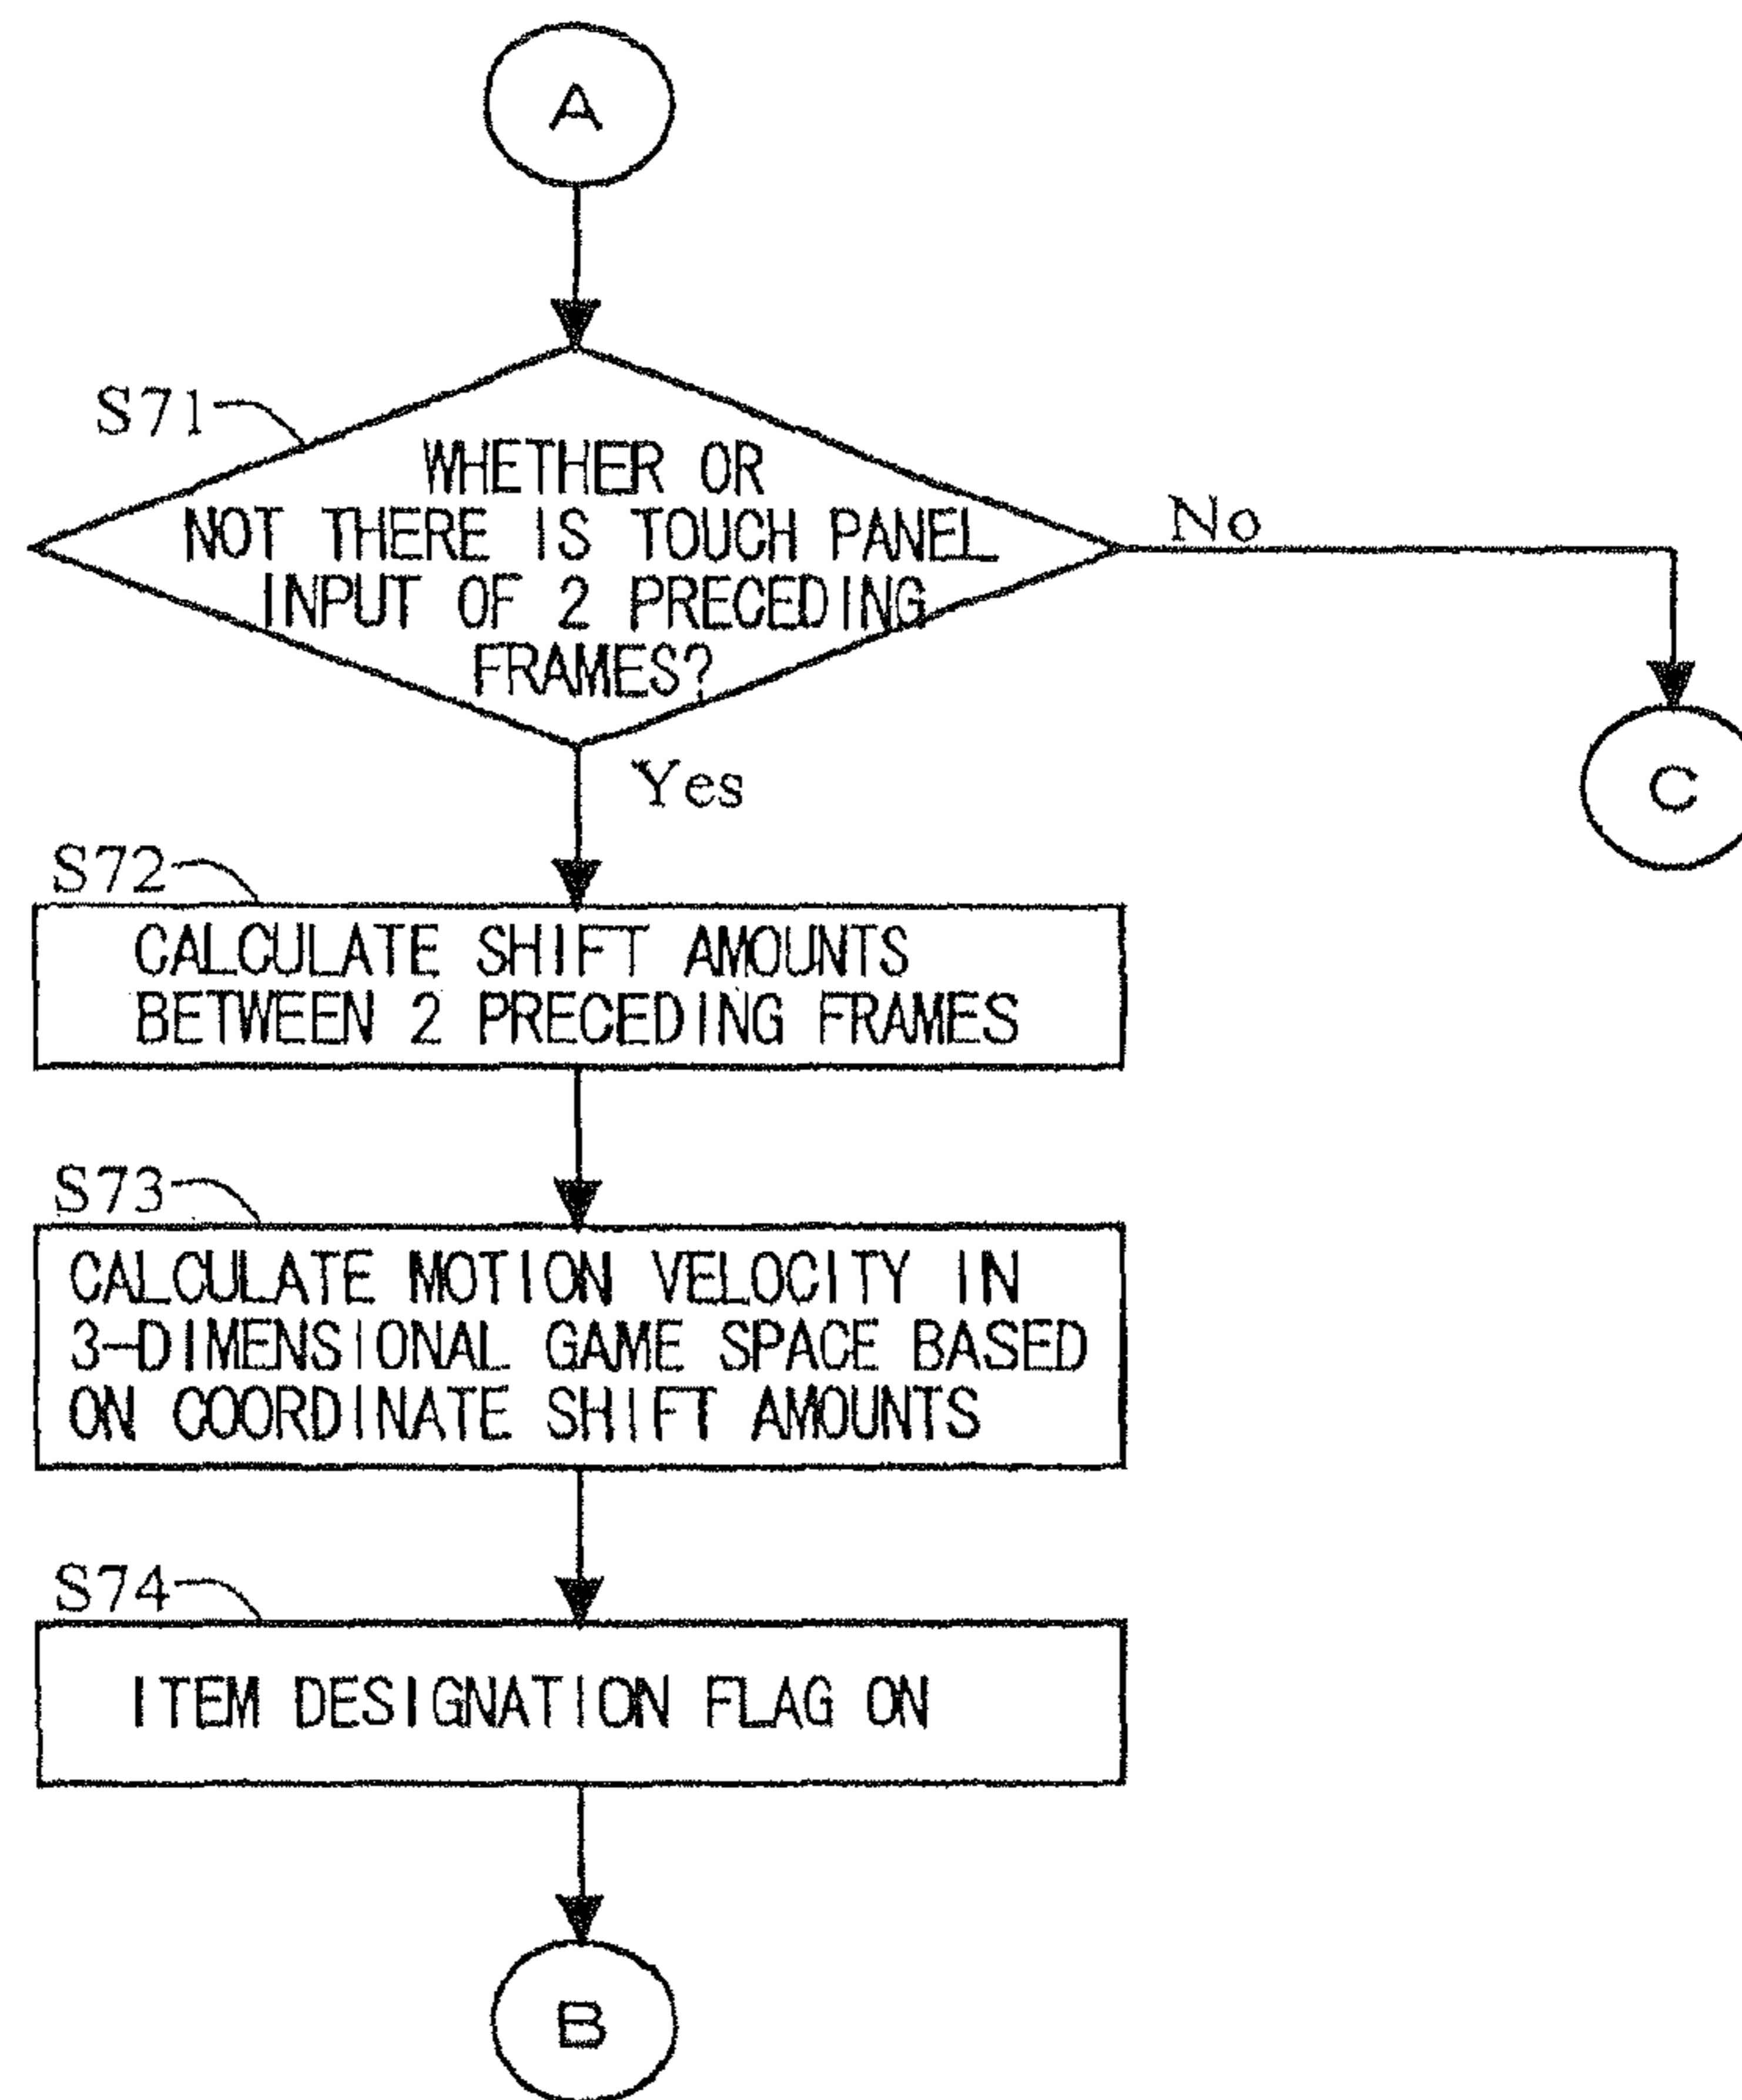 A
S71
WHETHER OR
NOT THERE IS TOUCH PANEL
INPUT OF 2 PRECEDING
FRAMES?
No
C
Yes
S72
CALCULATE SHIFT AMOUNTS
BETWEEN 2 PRECEDING FRAMES
S73
CALCULATE MOTION VELOCITY IN
3-DIMENSIONAL GAME SPACE BASED
ON COORDINATE SHIFT AMOUNTS
S74
ITEM DESIGNATION FLAG ON
B